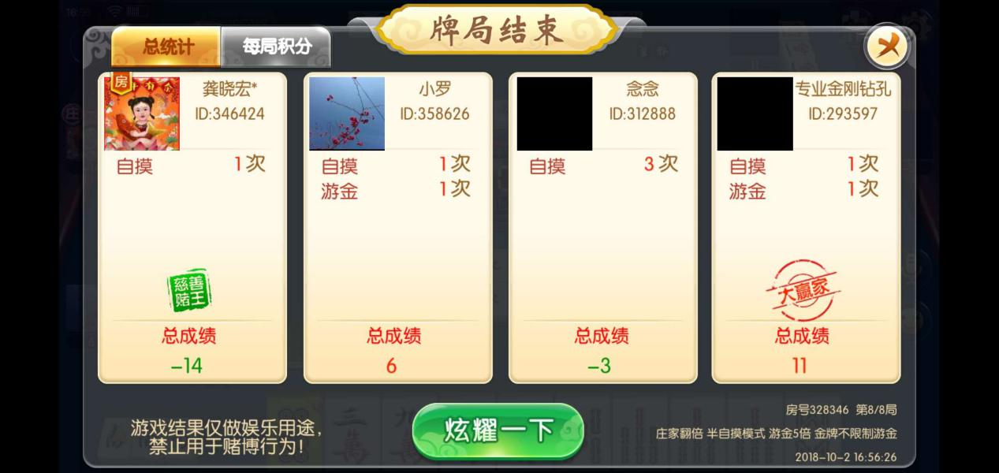 16:56
牌局结束
总统计
每局积分
房
龚晓宏*
ID:346424
自摸 1次
慈善
赌王
总成绩
-14
小罗
ID:358626
自摸 1次
游金 1次
总成绩
6
念念
ID:312888
自摸 3次
总成绩
-3
专业金刚钻孔
ID:293597
自摸 1次
游金 1次
大赢家
总成绩
11
游戏结果仅做娱乐用途,
禁止用于赌博行为!
炫耀一下
房号328346 第8/8局
庄家翻倍 半自摸模式 游金5倍 金牌不限制游金
2018-10-2 16:56:26